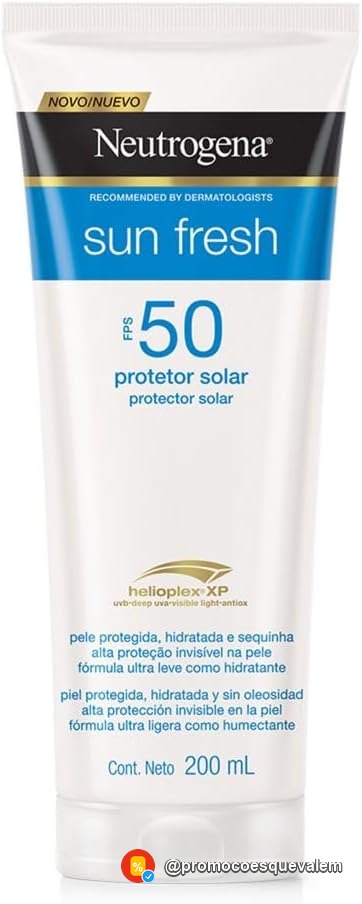 NOVO/NUEVO
Neutrogena®
RECOMMENDED BY DERMATOLOGISTS
sun fresh
FPS 50
protetor solar
protector solar
helioplex® XP
uvb-deep uva-visible light-antiox
pele protegida, hidratada e sequinha
alta proteção invisível na pele
fórmula ultra leve como hidratante
piel protegida, hidratada y sin oleosidad
alta protección invisible en la piel
fórmula ultra ligera como humectante
Cont. Neto 200 mL
%
@promocoesquevalem